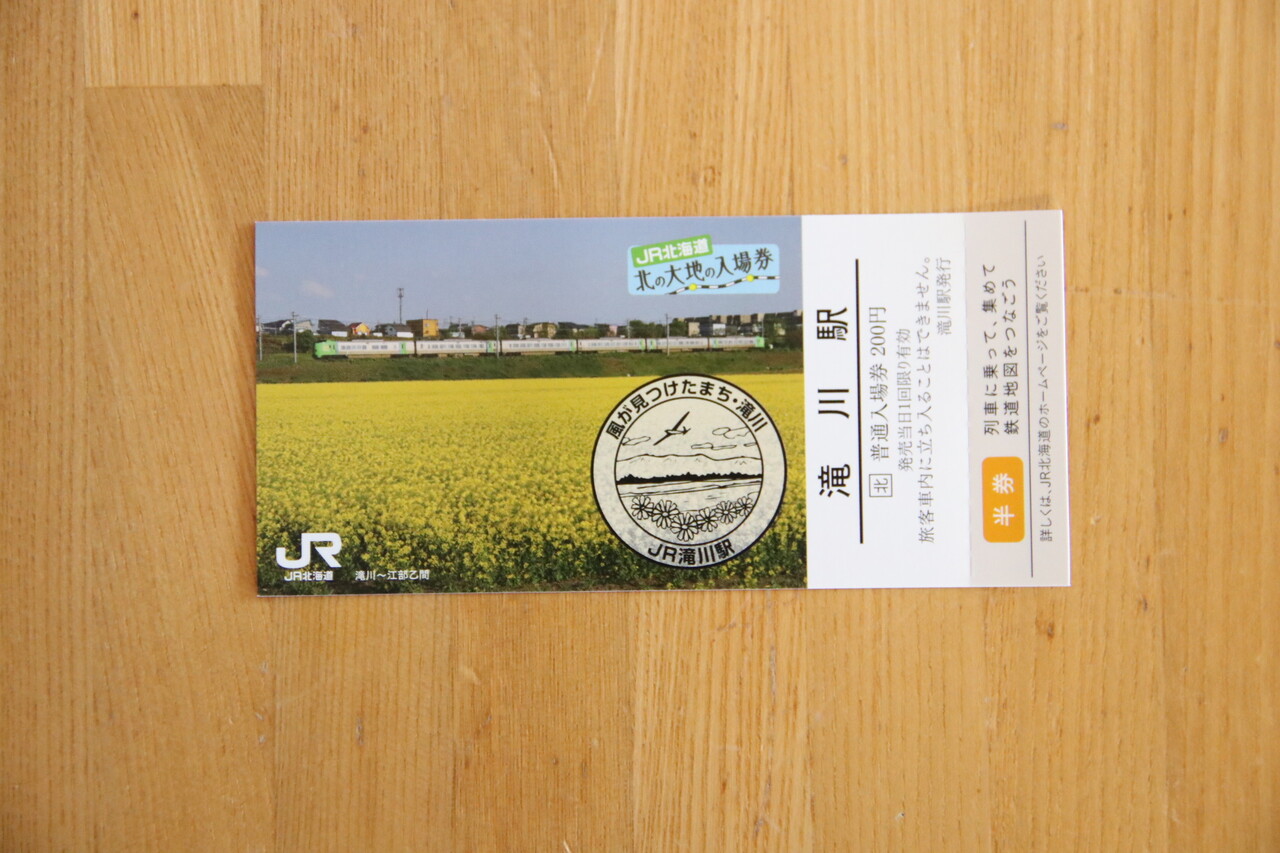 JR北海道
北の大地の入場券
風が見つけたまち・滝川
JR滝川駅
JR
JR北海道
滝川～江部乙間
滝川駅
北 普通入場券 200円
発売当日1回限り有効
旅客車内に立ち入ることはできません。
滝川駅発行
半券
列車に乗って、集めて
鉄道地図をつなごう
詳しくは、JR北海道のホームページをご覧ください